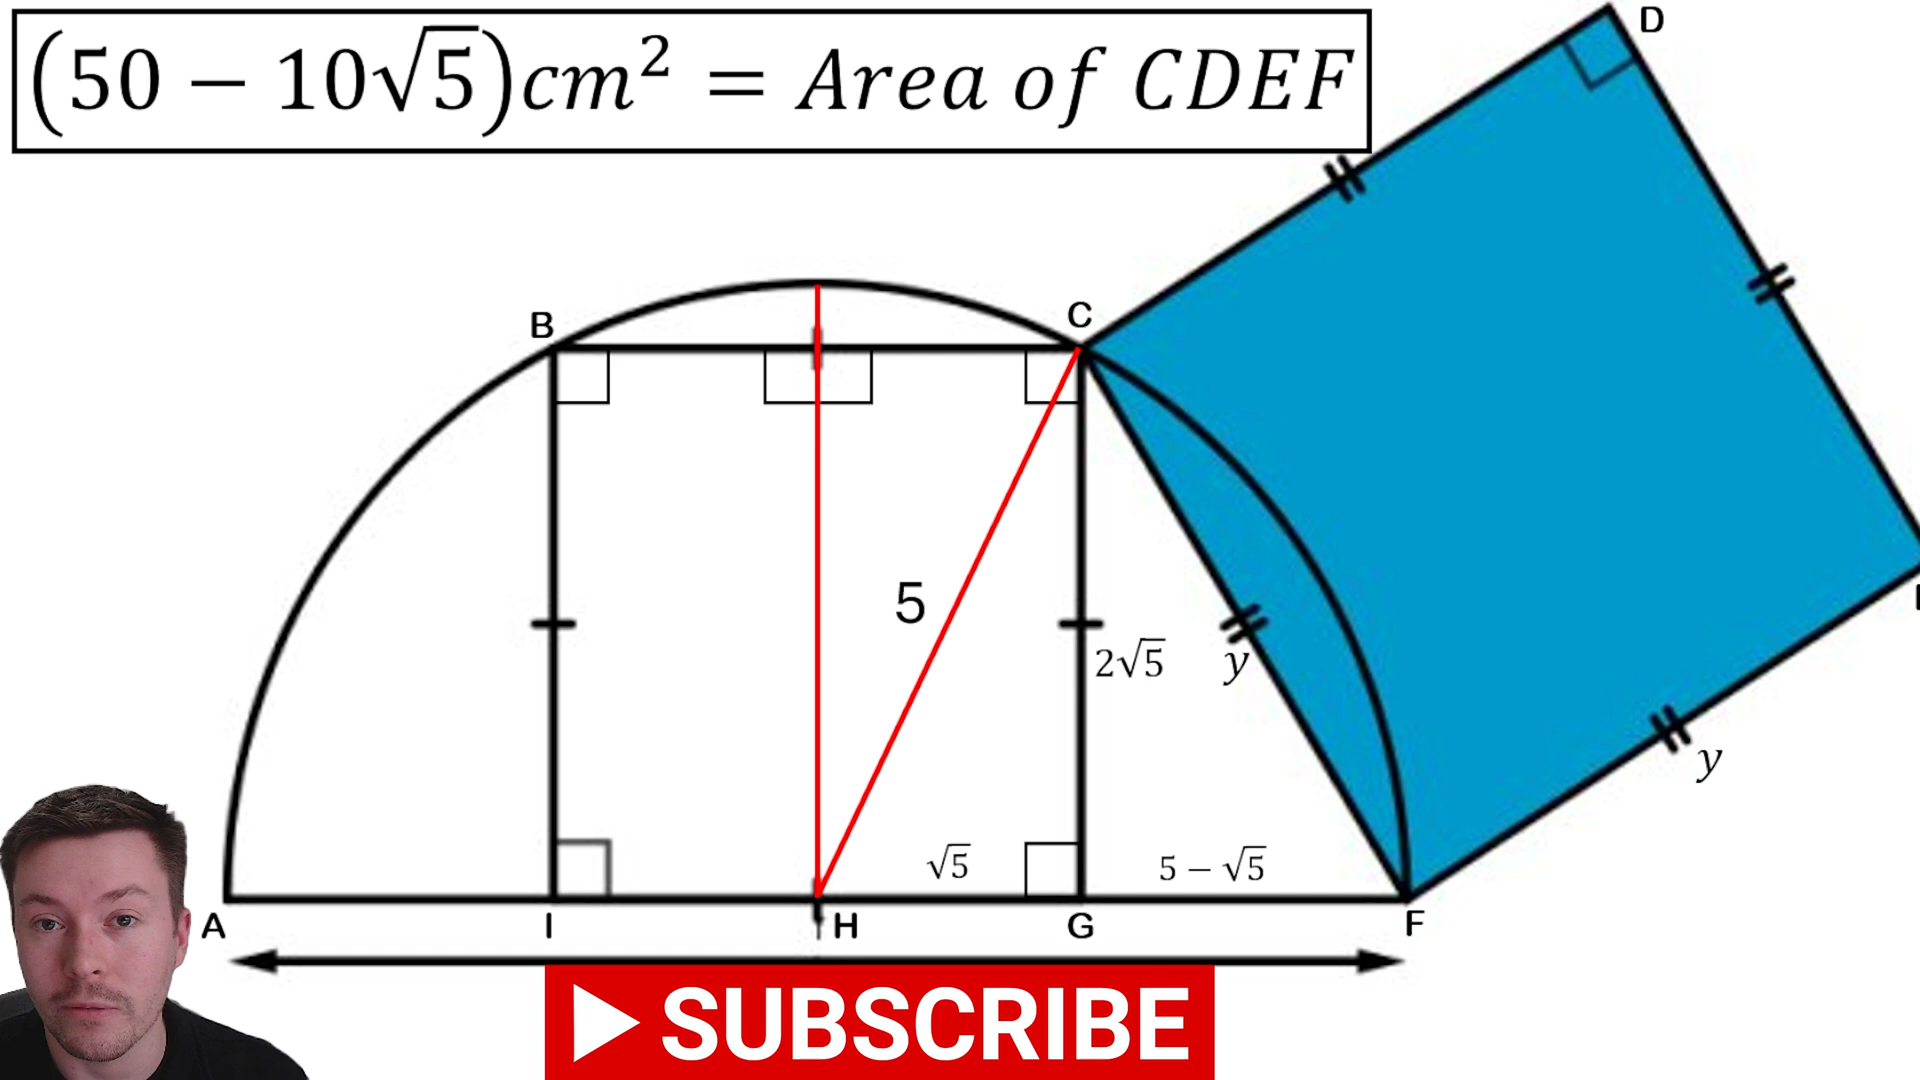 (50 − 10√5)cm² = Area of CDEF
D
B
C
5
2√5
y
y
√5
5 − √5
A
I
H
G
F
SUBSCRIBE